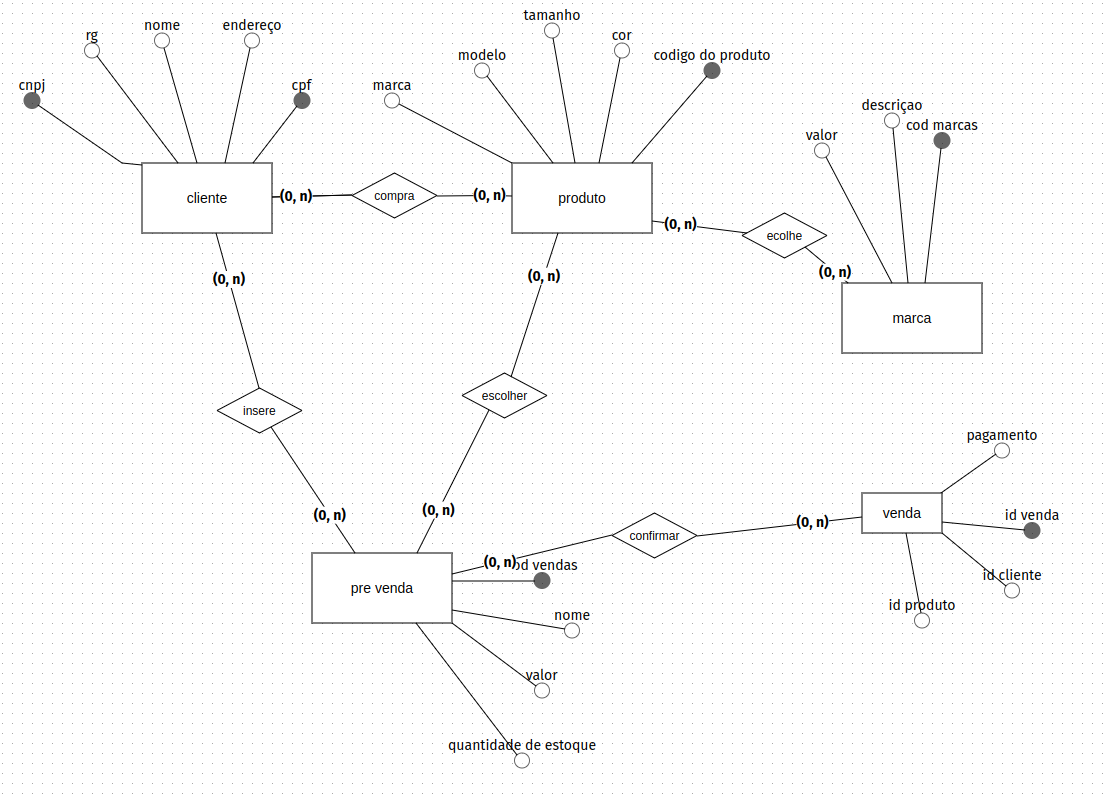 tamanho
rg
nome
endereço
cor
modelo
codigo do produto
cnpj
cpf
marca
descriçao
cod marcas
valor
cliente
(0, n)
compra
(0, n)
produto
(0, n)
ecolhe
(0, n)
marca
(0, n)
(0, n)
insere
escolher
pagamento
(0, n)
(0, n)
venda
id venda
(0, n)
confirmar
(0, n)
od vendas
id cliente
pre venda
id produto
nome
valor
quantidade de estoque